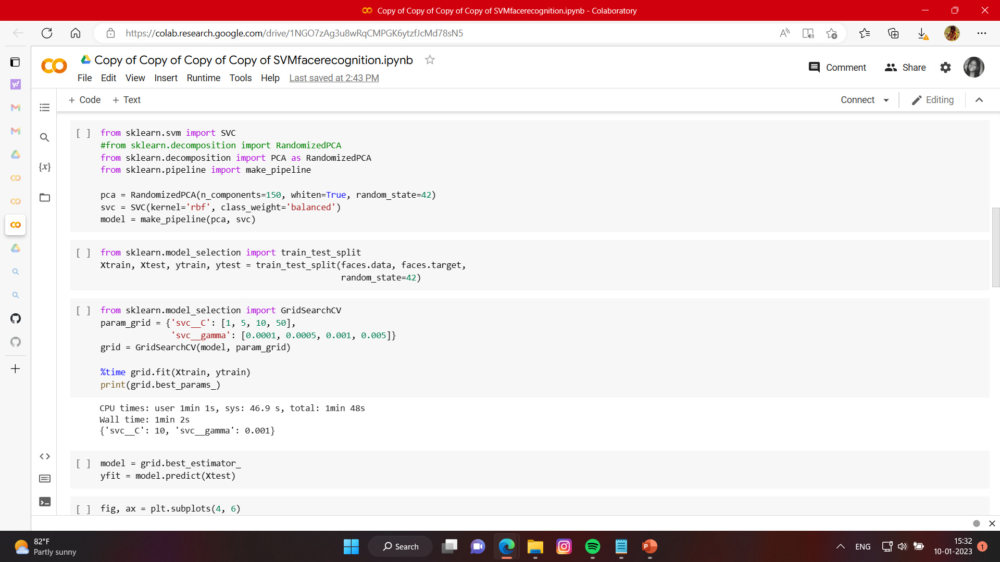 Copy of Copy of Copy of Copy of SVMfacerecognition.ipynb - Colaboratory
https://colab.research.google.com/drive/1NGO7zAg3u8wRqCMPGK6ytzfJcMd78sN5
Copy of Copy of Copy of Copy of SVMfacerecognition.ipynb
Comment
Share
File Edit View Insert Runtime Tools Help Last saved at 2:43 PM
+ Code + Text
Connect
Editing
[ ] from sklearn.svm import SVC
#from sklearn.decomposition import RandomizedPCA
from sklearn.decomposition import PCA as RandomizedPCA
from sklearn.pipeline import make_pipeline
pca = RandomizedPCA(n_components=150, whiten=True, random_state=42)
svc = SVC(kernel='rbf', class_weight='balanced')
model = make_pipeline(pca, svc)
[ ] from sklearn.model_selection import train_test_split
Xtrain, Xtest, ytrain, ytest = train_test_split(faces.data, faces.target,
random_state=42)
[ ] from sklearn.model_selection import GridSearchCV
param_grid = {'svc__C': [1, 5, 10, 50],
'svc__gamma': [0.0001, 0.0005, 0.001, 0.005]}
grid = GridSearchCV(model, param_grid)
%time grid.fit(Xtrain, ytrain)
print(grid.best_params_)
CPU times: user 1min 1s, sys: 46.9 s, total: 1min 48s
Wall time: 1min 2s
{'svc__C': 10, 'svc__gamma': 0.001}
[ ] model = grid.best_estimator_
yfit = model.predict(Xtest)
[ ] fig, ax = plt.subplots(4, 6)
{x}
y!
82°F
Partly sunny
Search
P
ENG
15:32
10-01-2023
1